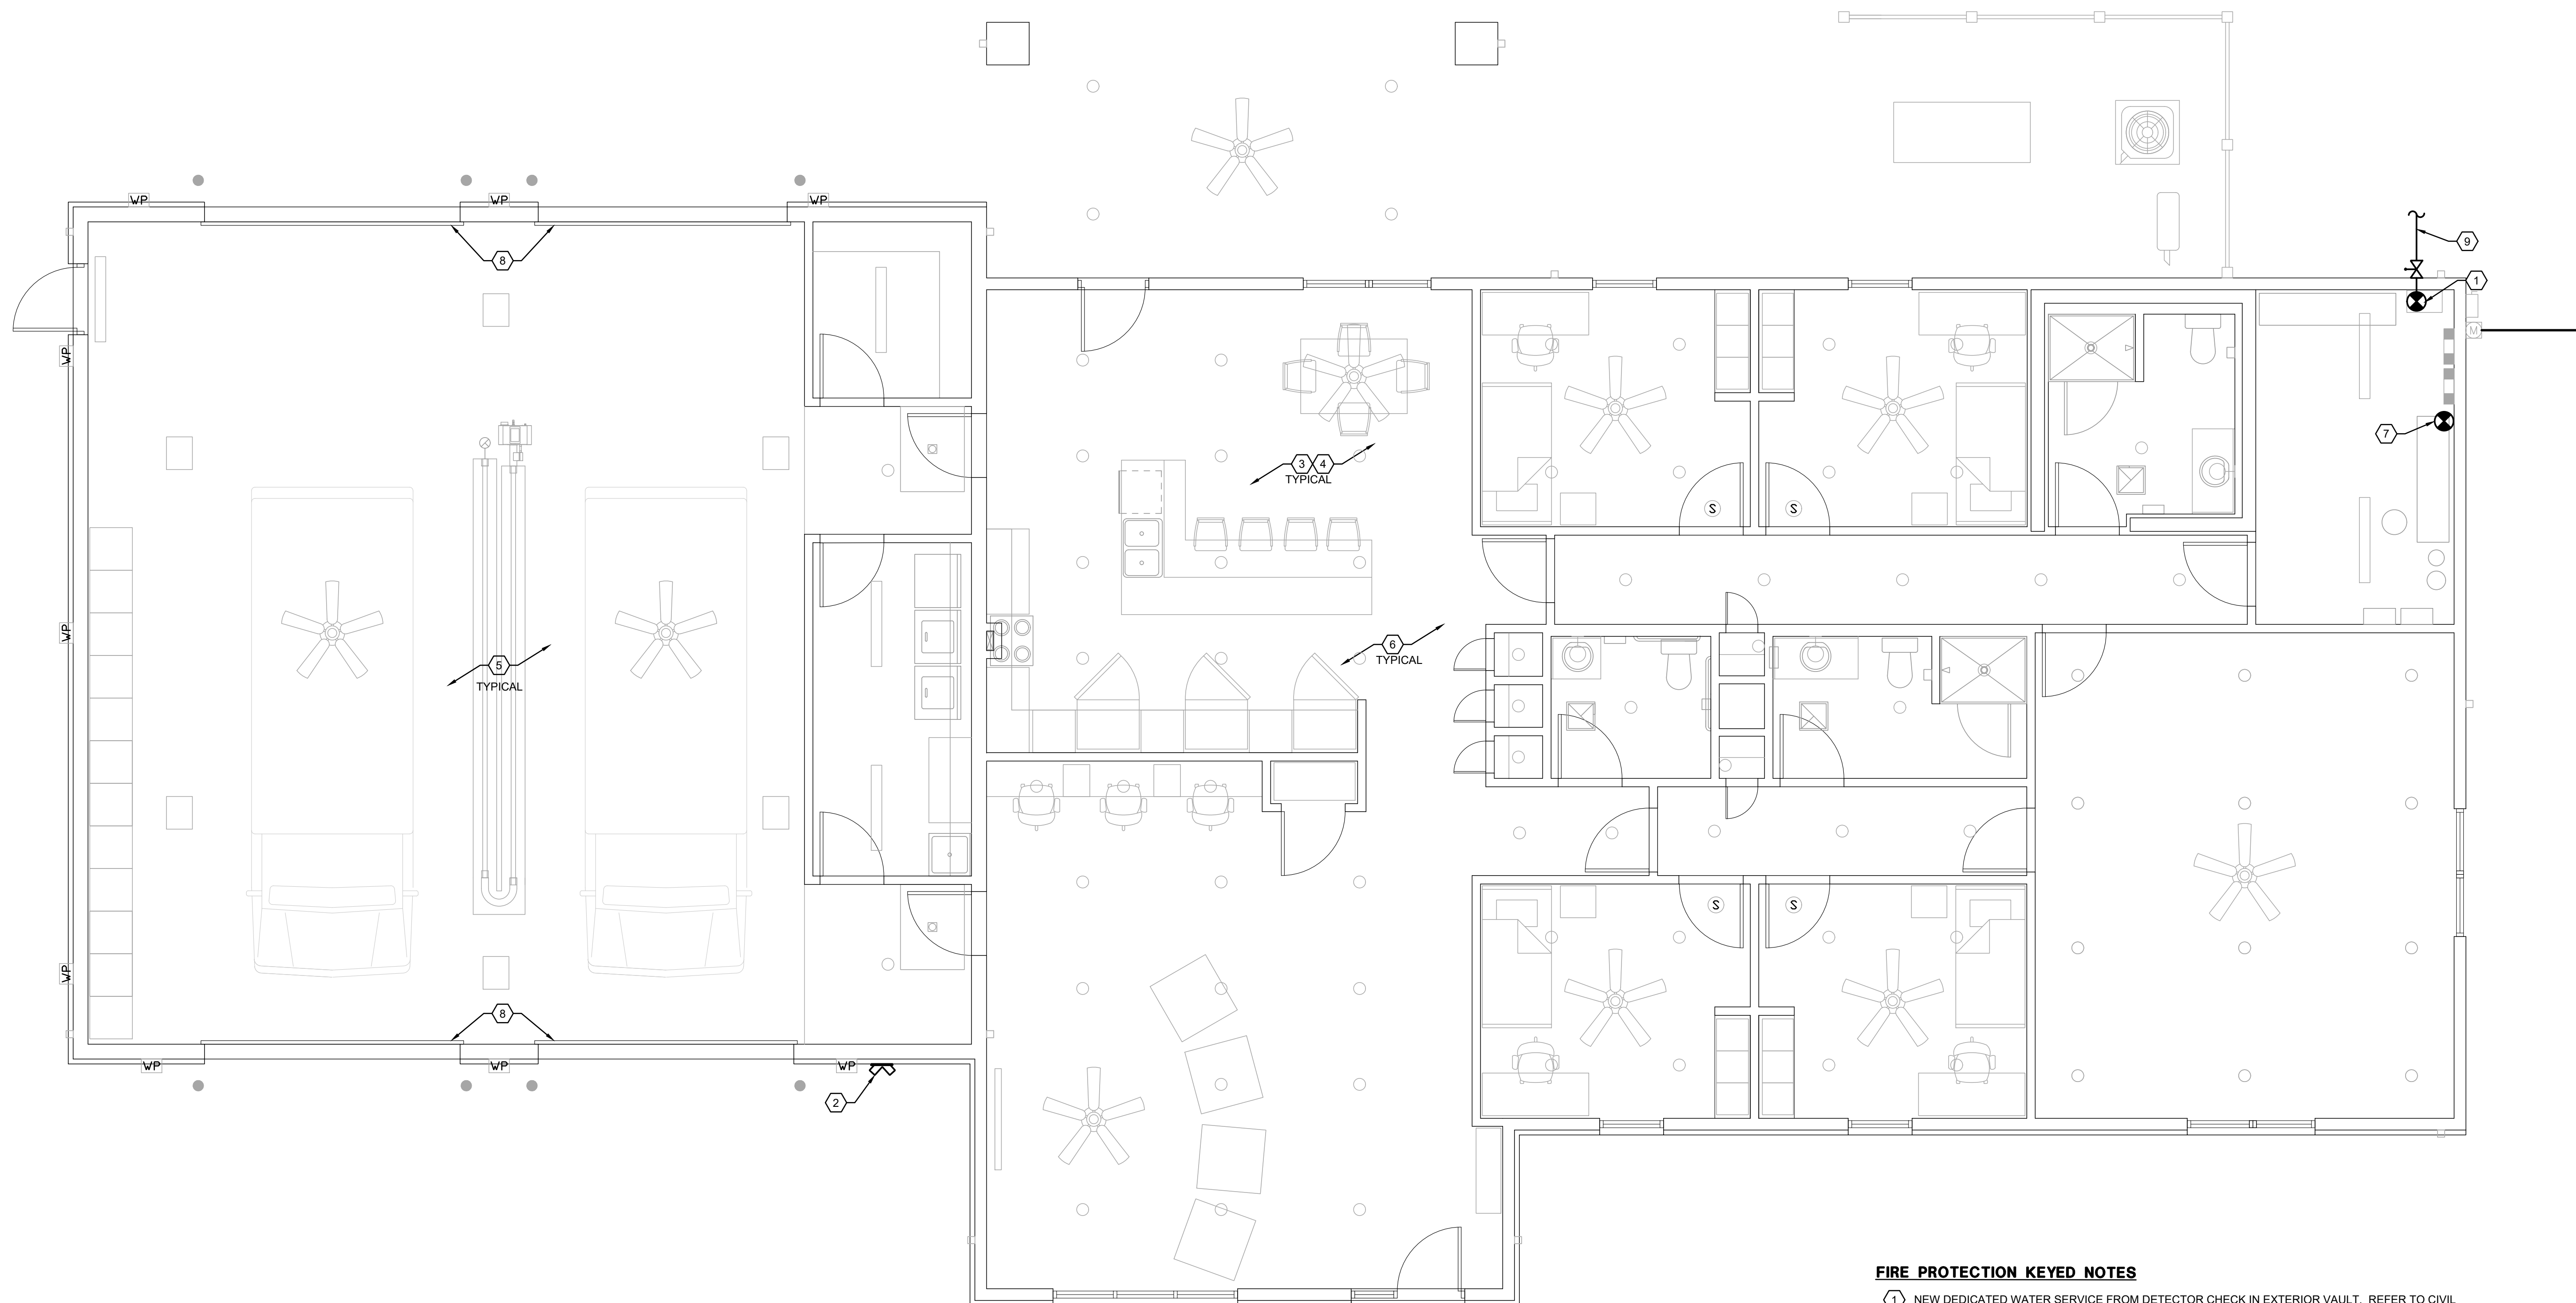 WP
WP
WP
9
8
1
M
WP
7
3 4
TYPICAL
S
S
WP
6
TYPICAL
5
TYPICAL
S
S
WP
8
WP
WP
WP
2
FIRE PROTECTION KEYED NOTES
1 NEW DEDICATED WATER SERVICE FROM DETECTOR CHECK IN EXTERIOR VAULT. REFER TO CIVIL